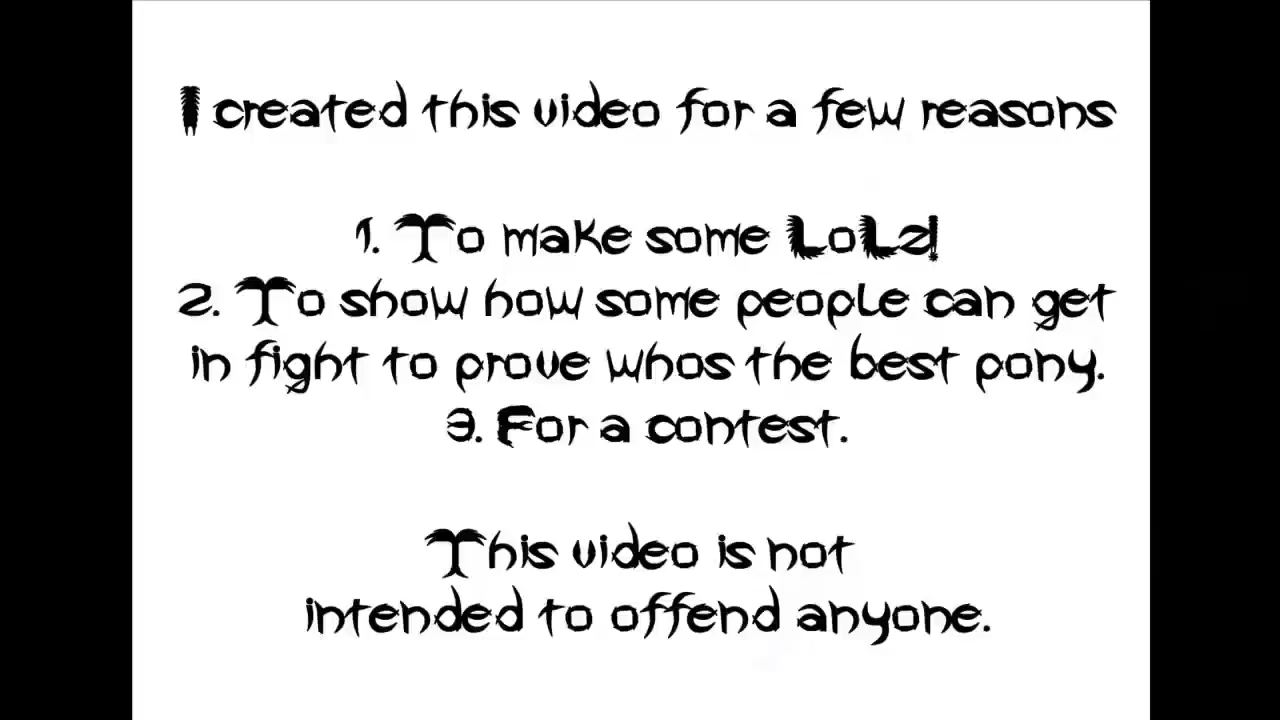 I created this video for a few reasons
1. To make some LoLz!
2. To show how some people can get
in fight to prove whos the best pony.
3. For a contest.
This video is not
intended to offend anyone.